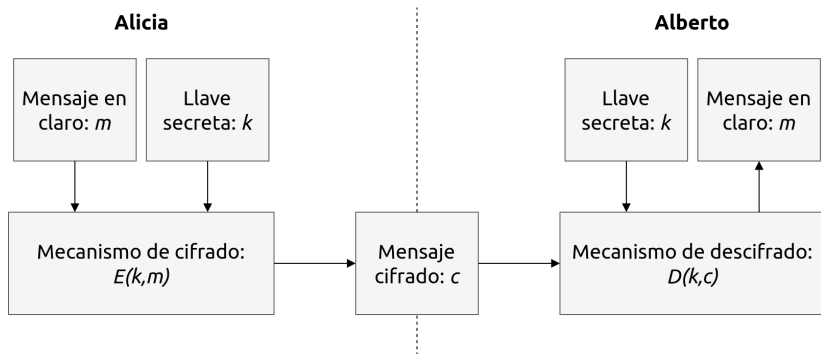 Alicia
Alberto
Mensaje en
claro: m
Llave
secreta: k
Llave
secreta: k
Mensaje en
claro: m
Mecanismo de cifrado:
E(k,m)
Mensaje
cifrado: c
Mecanismo de descifrado:
D(k,c)